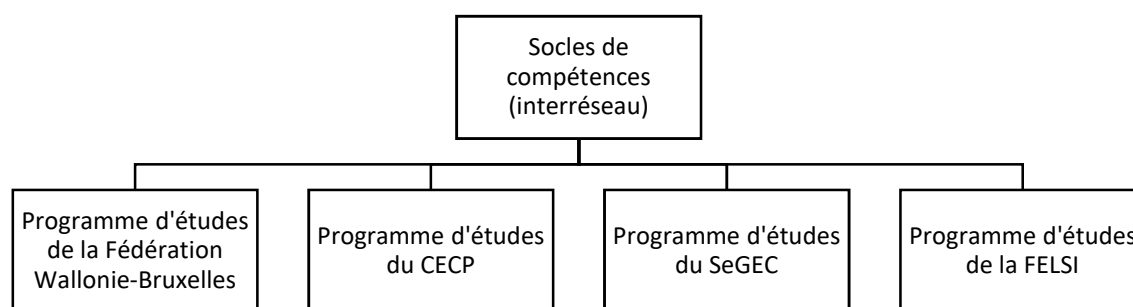 Socles de
compétences
(interréseau)
Programme d'études
de la Fédération
Wallonie-Bruxelles
Programme d'études
du CECP
Programme d'études
du SeGEC
Programme d'études
de la FELSI